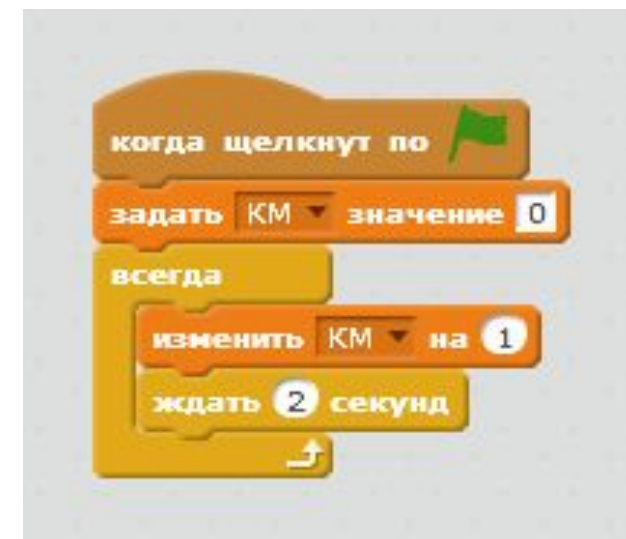 когда щелкнут по
задать КМ значение 0
всегда
изменить КМ на 1
ждать 2 секунд